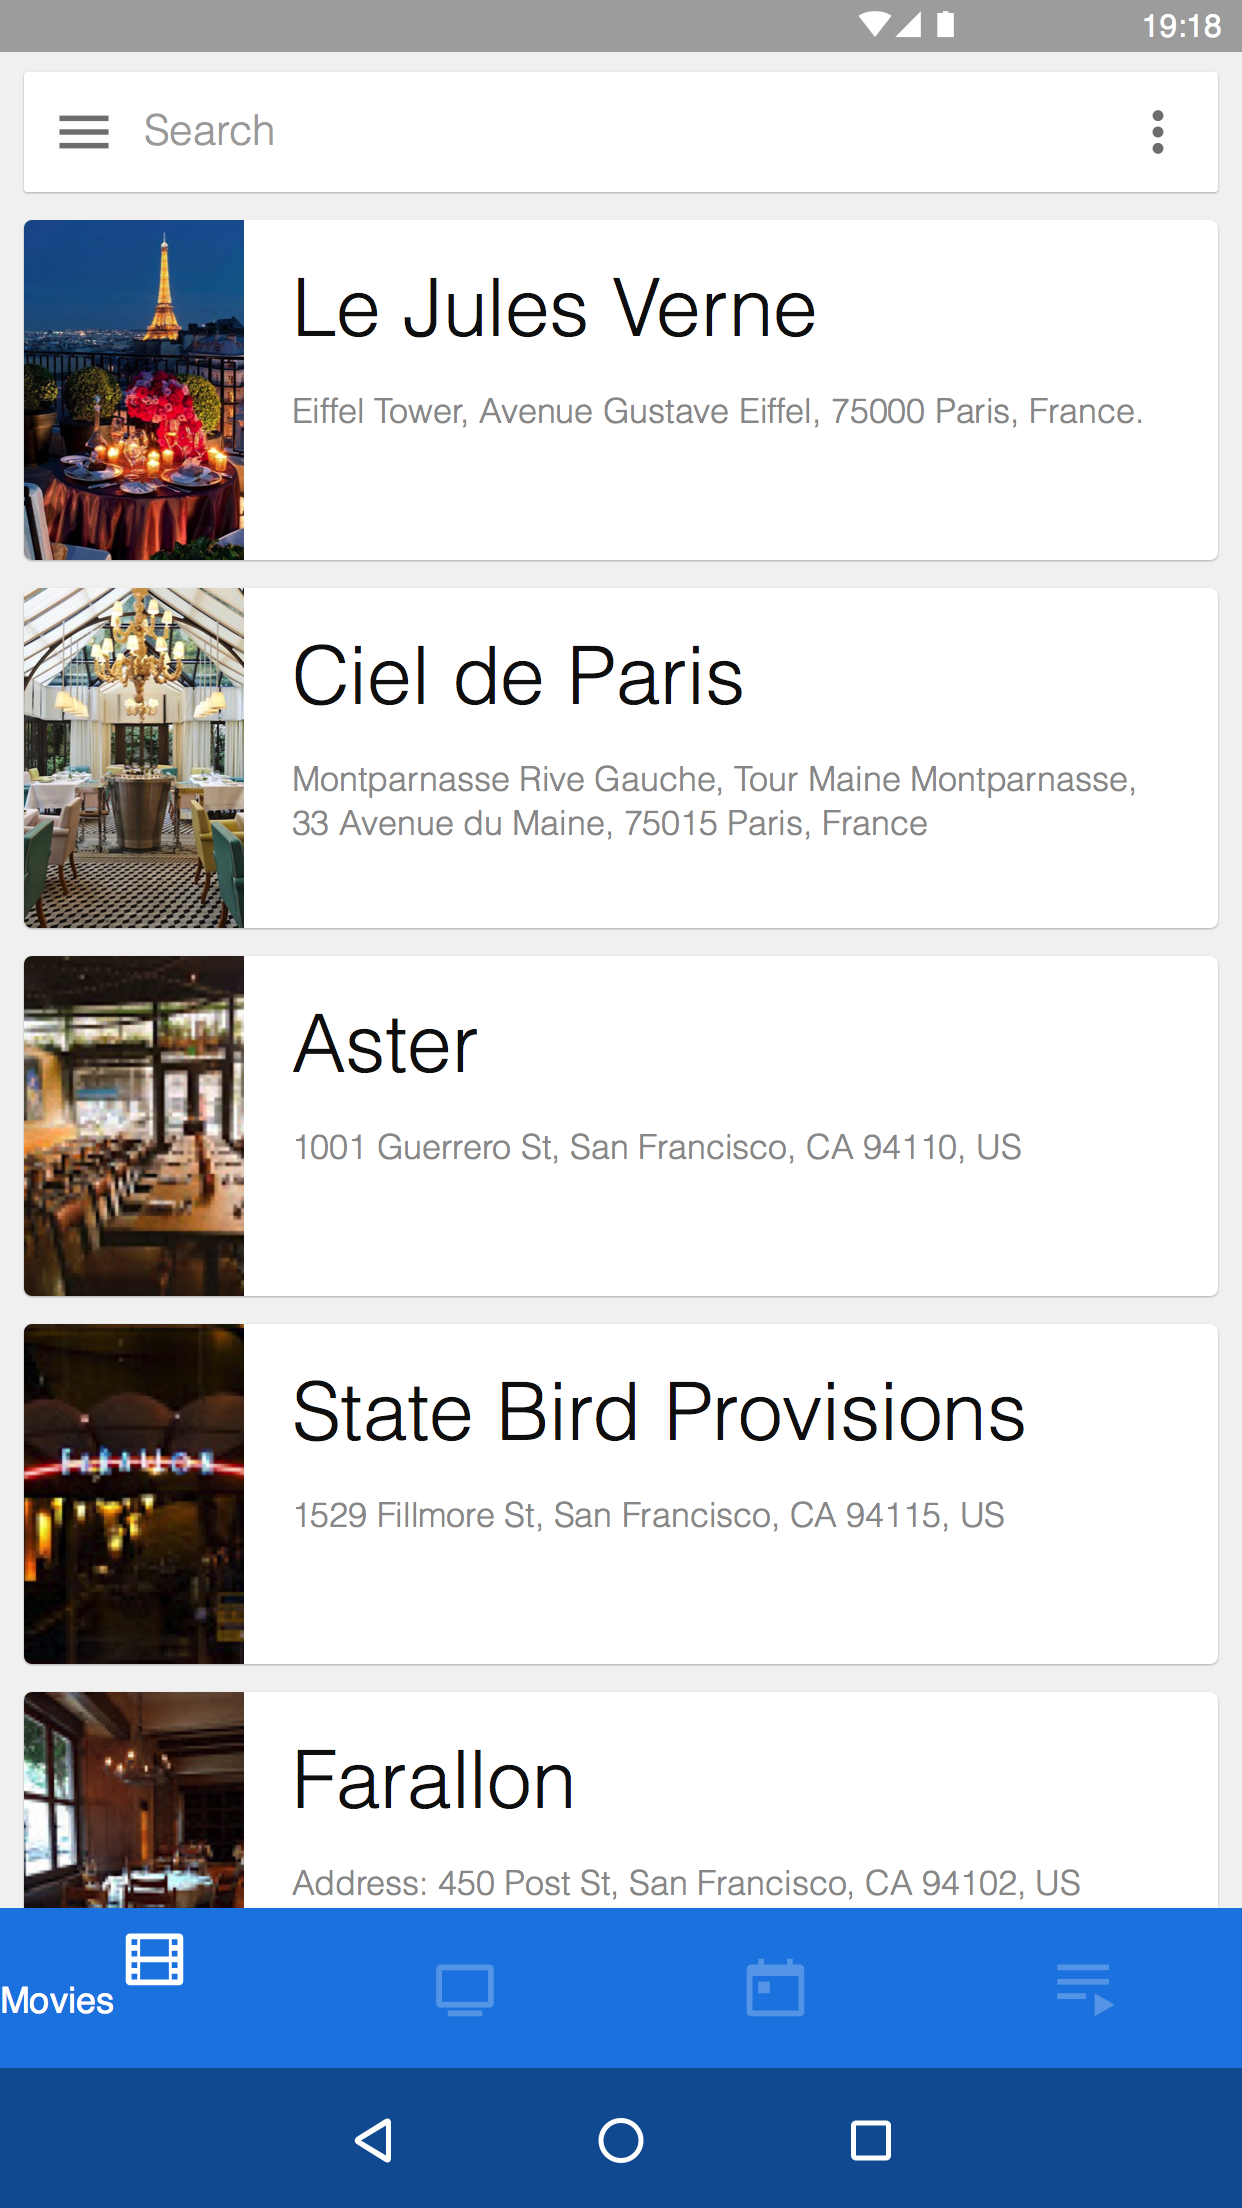 19:18
Search
Le Jules Verne
Eiffel Tower, Avenue Gustave Eiffel, 75000 Paris, France.
Ciel de Paris
Montparnasse Rive Gauche, Tour Maine Montparnasse,
33 Avenue du Maine, 75015 Paris, France
Aster
1001 Guerrero St, San Francisco, CA 94110, US
State Bird Provisions
1529 Fillmore St, San Francisco, CA 94115, US
Farallon
Farallon
Address: 450 Post St, San Francisco, CA 94102, US
Movies